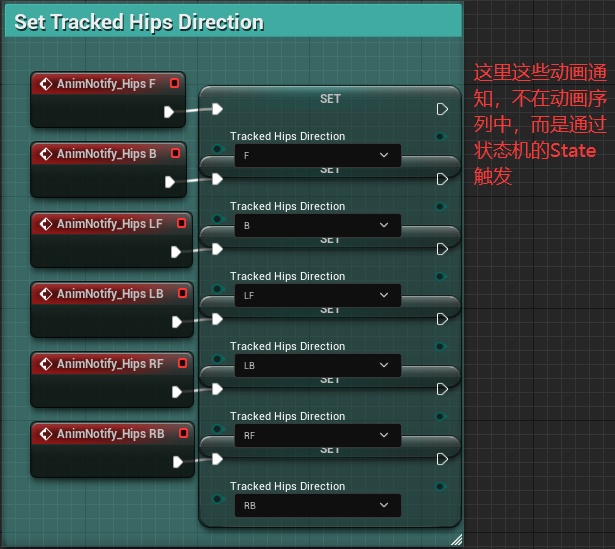 Set Tracked Hips Direction
AnimNotify_Hips F
SET
Tracked Hips Direction
F
AnimNotify_Hips B
SET
Tracked Hips Direction
B
AnimNotify_Hips LF
SET
Tracked Hips Direction
LF
AnimNotify_Hips LB
SET
Tracked Hips Direction
LB
AnimNotify_Hips RF
SET
Tracked Hips Direction
RF
AnimNotify_Hips RB
SET
Tracked Hips Direction
RB
这里这些动画通
知，不在动画序
列中，而是通过
状态机的State
触发